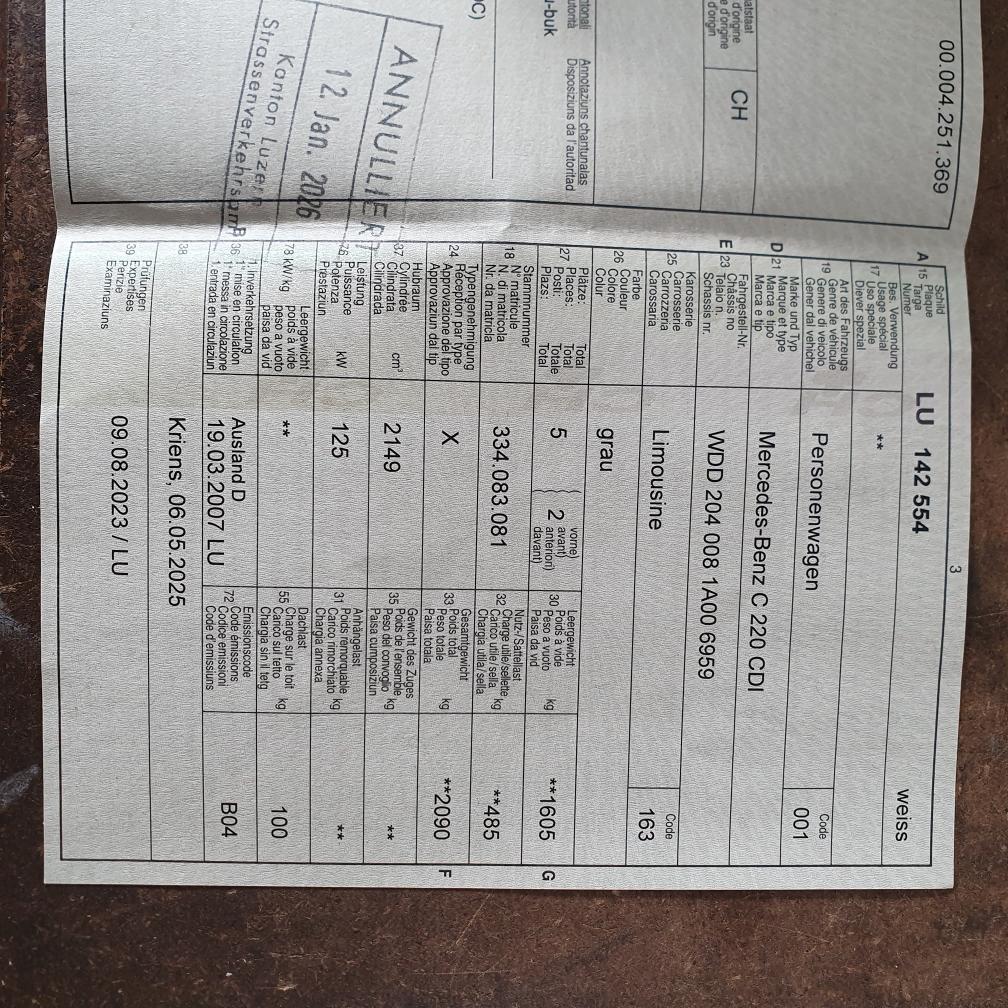 00.004.251.369
d'origine
e d'origine
d'origin
CH
Annotaziuns chantunalas
Disposiziuns da l'autoritad
ANNULLIERT
12. Jan. 2026
Kanton Luzern
Strassenverkehrsamt
3
A 15 Schild
Plaque
Targa
Numer
LU 142 554
weiss
17 Bes. Verwendung
Usage spécial
Uso speciale
Diever spezial
**
19 Art des Fahrzeugs
Genre de véhicule
Genere di veicolo
Gener dal vehichel
Personenwagen
Code
001
D 21 Marke und Typ
Marque et type
Marca e tipo
Marca e tip
Mercedes-Benz C 220 CDI
E 23 Fahrgestell-Nr.
Châssis no
Telaio n.
Schassis nr.
WDD 204 008 1A00 6959
25 Karosserie
Carrosserie
Carrozzeria
Carossaria
Limousine
Code
163
26 Farbe
Couleur
Colore
Colur
grau
27 Plätze: Total
Places: Total
Posti: Totale
Plazs: Total
5
2
vorne)
avant)
anteriori)
davant)
30 Leergewicht
Poids à vide
Peso a vuoto
Paisa da vid
kg
**1605
G
18 Stammnummer
N° matricule
N. di matricola
Nr. da matricla
334.083.081
32 Nutz-/Sattellast
Charge utile/sellette
Carico utile/sella
Chargia utila/sella
kg
**485
24 Typengenehmigung
Réception par type
Approvazione del tipo
Approvaziun dal tip
X
33 Gesamtgewicht
Poids total
Peso totale
Paisa totala
kg
**2090
F
37 Hubraum
Cylindrée
Cilindrata
Cilindrada
cm³
2149
35 Gewicht des Zuges
Poids de l'ensemble
Peso del convoglio
Paisa cumposiziun
kg
**
76 Leistung
Puissance
Potenza
Prestaziun
kW
125
31 Anhängelast
Poids remorquable
Carico rimorchiato
Chargia annexa
kg
**
78 kW/kg
Leergewicht
poids à vide
peso a vuoto
paisa da vid
**
55 Dachlast
Charge sur le toit
Carico sul tetto
Chargia sin il tetg
kg
100
B 36 1. Inverkehrsetzung
1re mise en circulation
1a messa in circolazione
1. entrada en circulaziun
Ausland D
19.03.2007 LU
72 Emissionscode
Code émissions
Codice emissioni
Code d'emissiuns
B04
38
Kriens, 06.05.2025
39 Prüfungen
Expertises
Perizie
Examinaziuns
09.08.2023 / LU